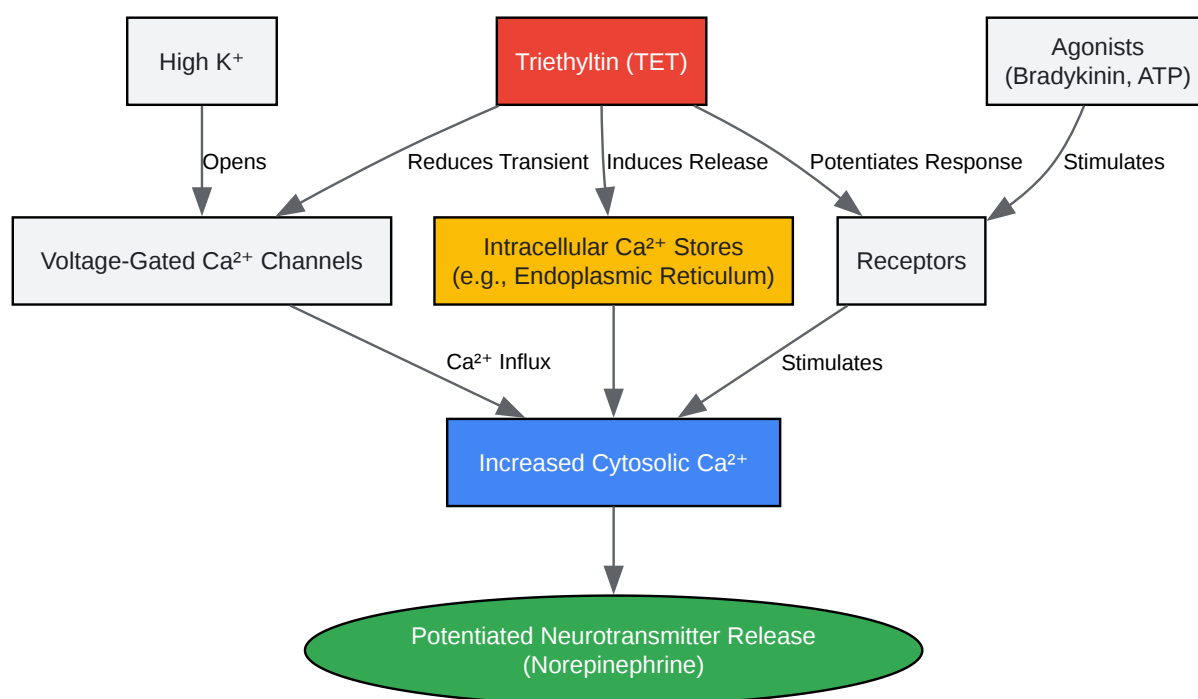 High K⁺
Triethyltin (TET)
Agonists
(Bradykinin, ATP)
Opens
Reduces Transient
Induces Release
Potentiates Response
Stimulates
Voltage-Gated Ca²⁺ Channels
Intracellular Ca²⁺ Stores
(e.g., Endoplasmic Reticulum)
Receptors
Ca²⁺ Influx
Stimulates
Increased Cytosolic Ca²⁺
Potentiated Neurotransmitter Release
(Norepinephrine)